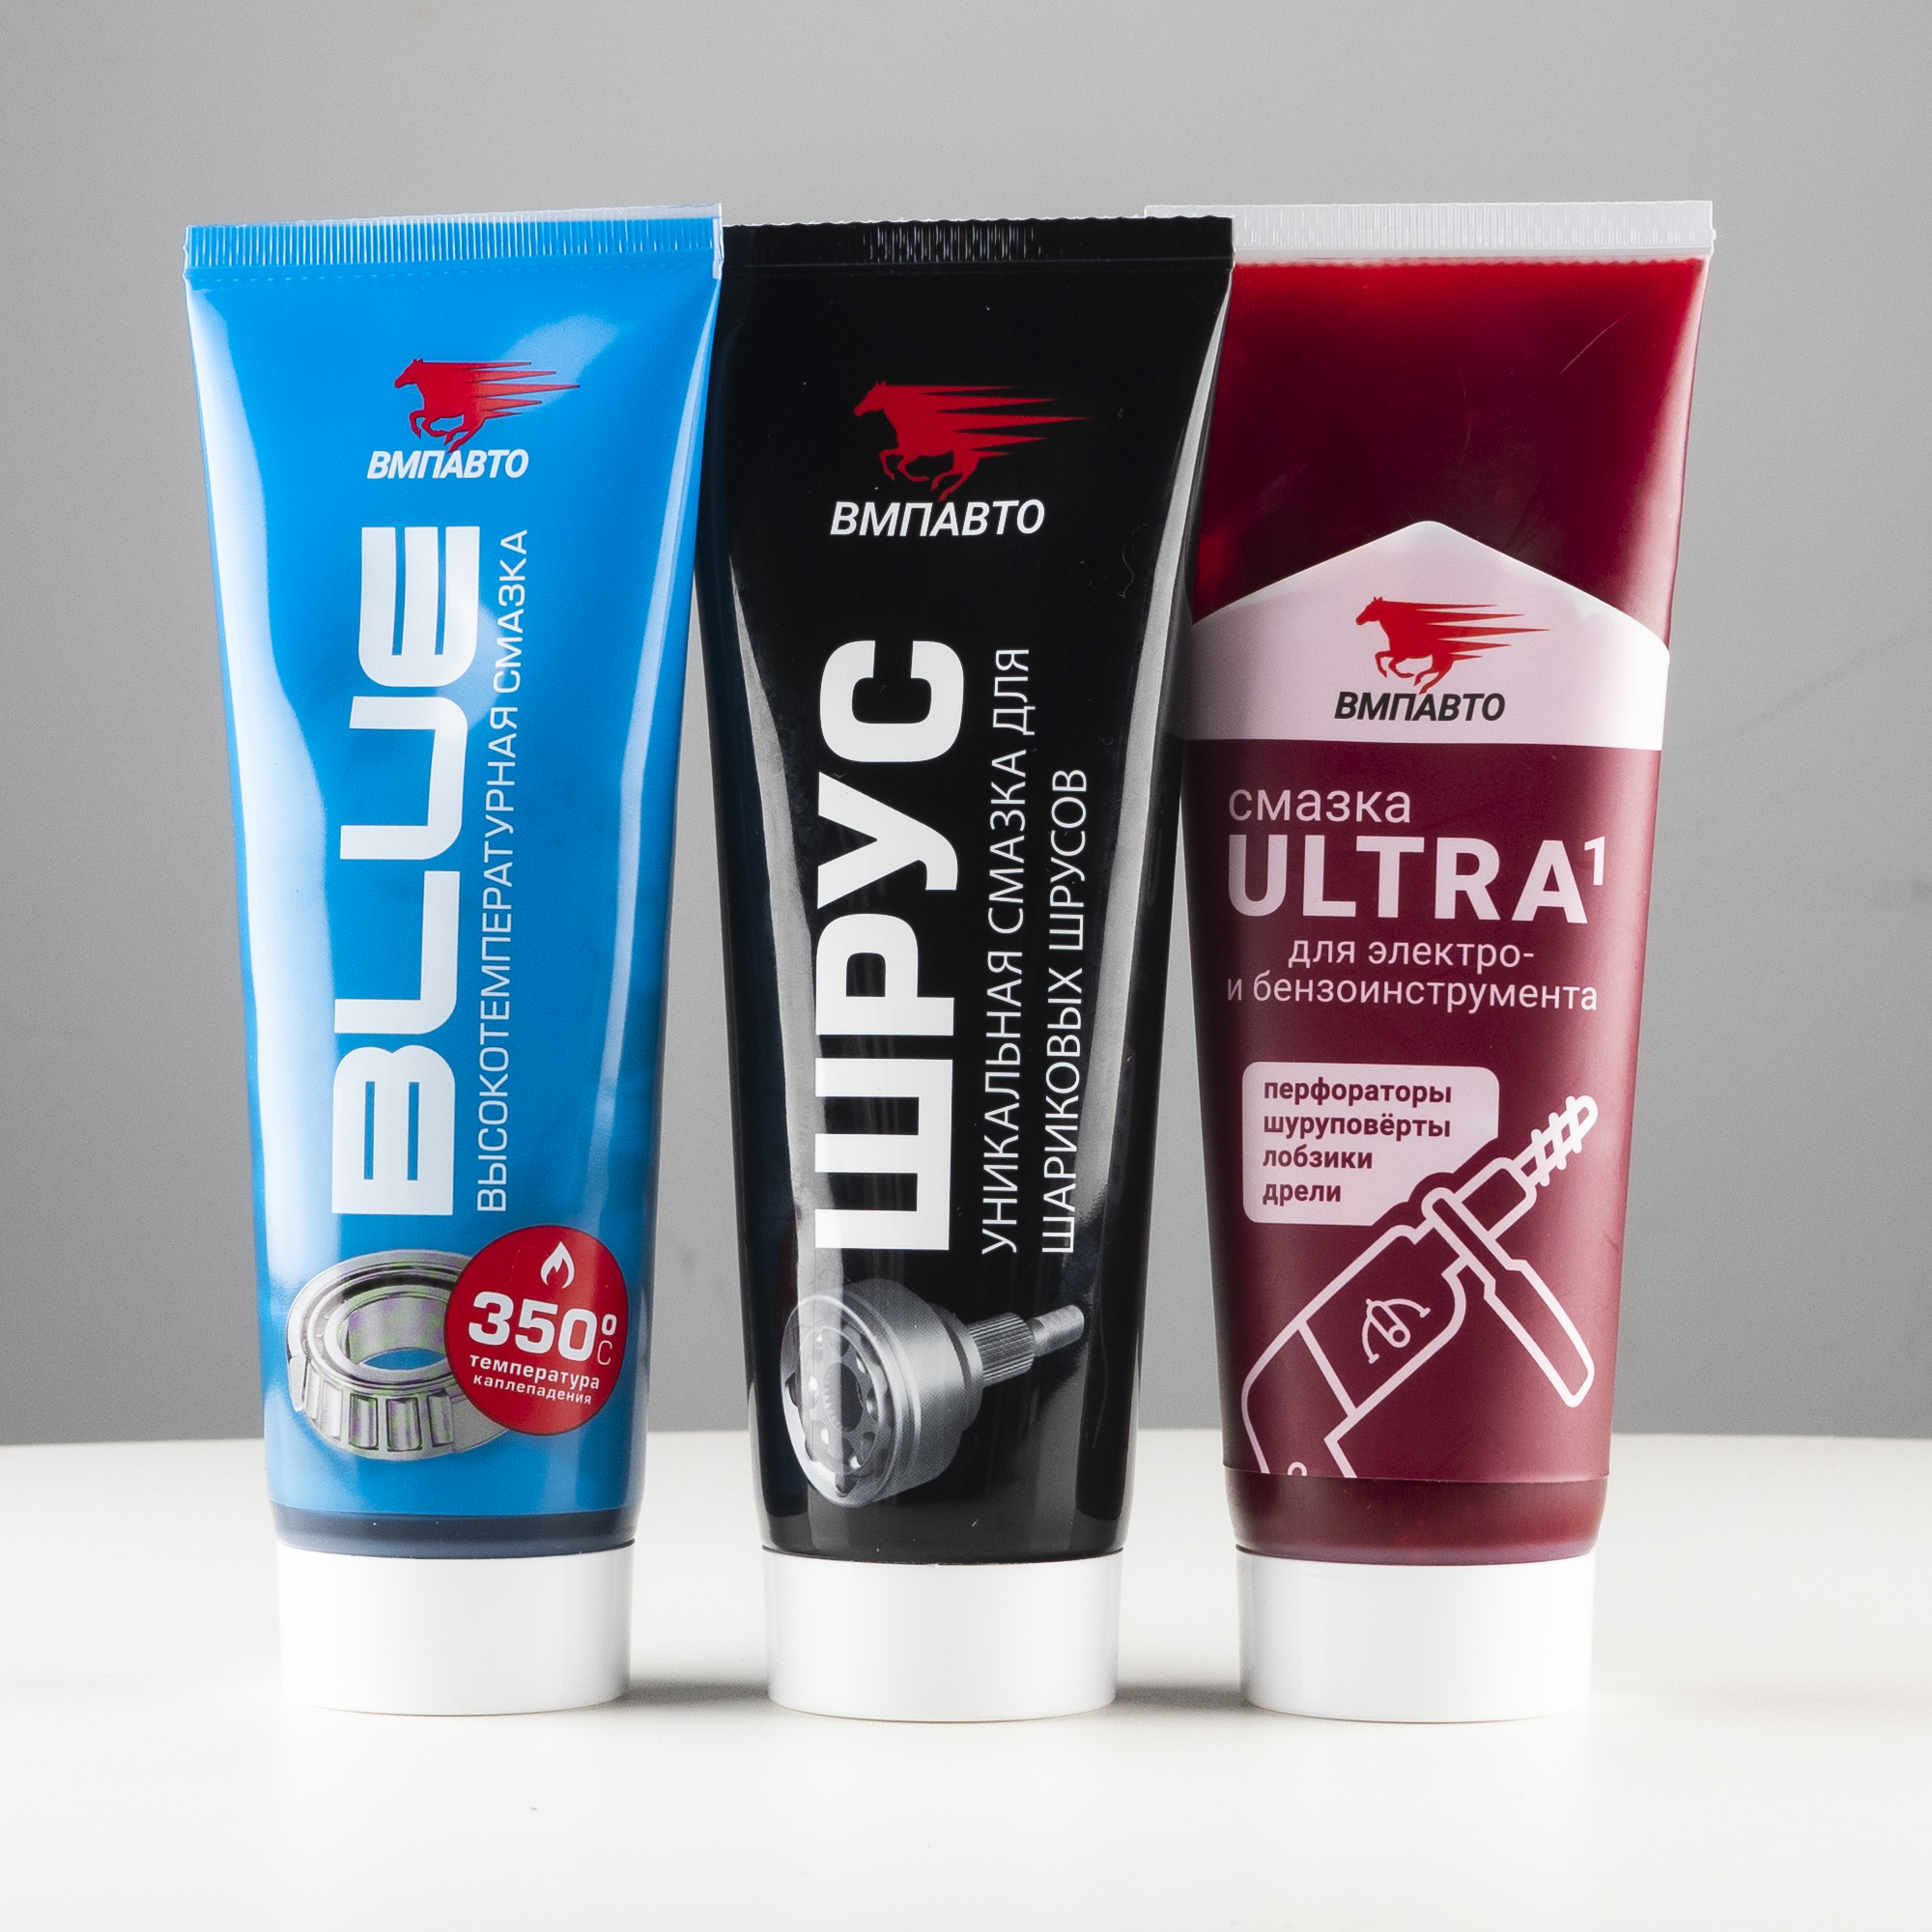 ВМПАВТО
BLUE
ВЫСОКОТЕМПЕРАТУРНАЯ СМАЗКА
350°C
температура
каплепадения
ВМПАВТО
ШРУС
УНИКАЛЬНАЯ СМАЗКА ДЛЯ
ШАРИКОВЫХ ШРУСОВ
ВМПАВТО
смазка
ULTRA¹
для электро-
и бензоинструмента
перфораторы
шуруповёрты
лобзики
дрели